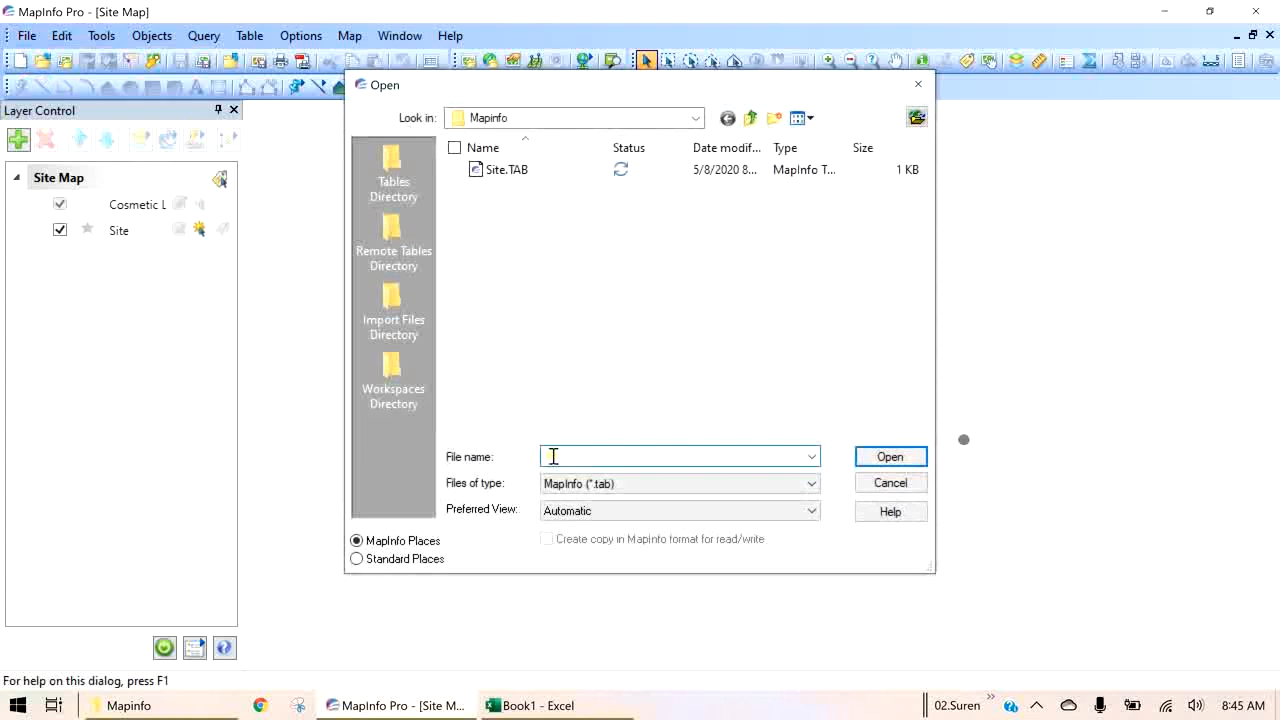 MapInfo Pro - [Site Map]
File Edit Tools Objects Query Table Options Map Window Help
Layer Control
Site Map
Cosmetic L
Site
Open
Look in: Mapinfo
Name Status Date modif... Type Size
Site.TAB 5/8/2020 8... MapInfo T... 1 KB
Tables
Directory
Remote Tables
Directory
Import Files
Directory
Workspaces
Directory
File name: Open
Files of type: MapInfo (*.tab) Cancel
Preferred View: Automatic Help
Create copy in MapInfo format for read/write
MapInfo Places
Standard Places
For help on this dialog, press F1
Mapinfo MapInfo Pro - [Site M... Book1 - Excel 02.Suren 8:45 AM